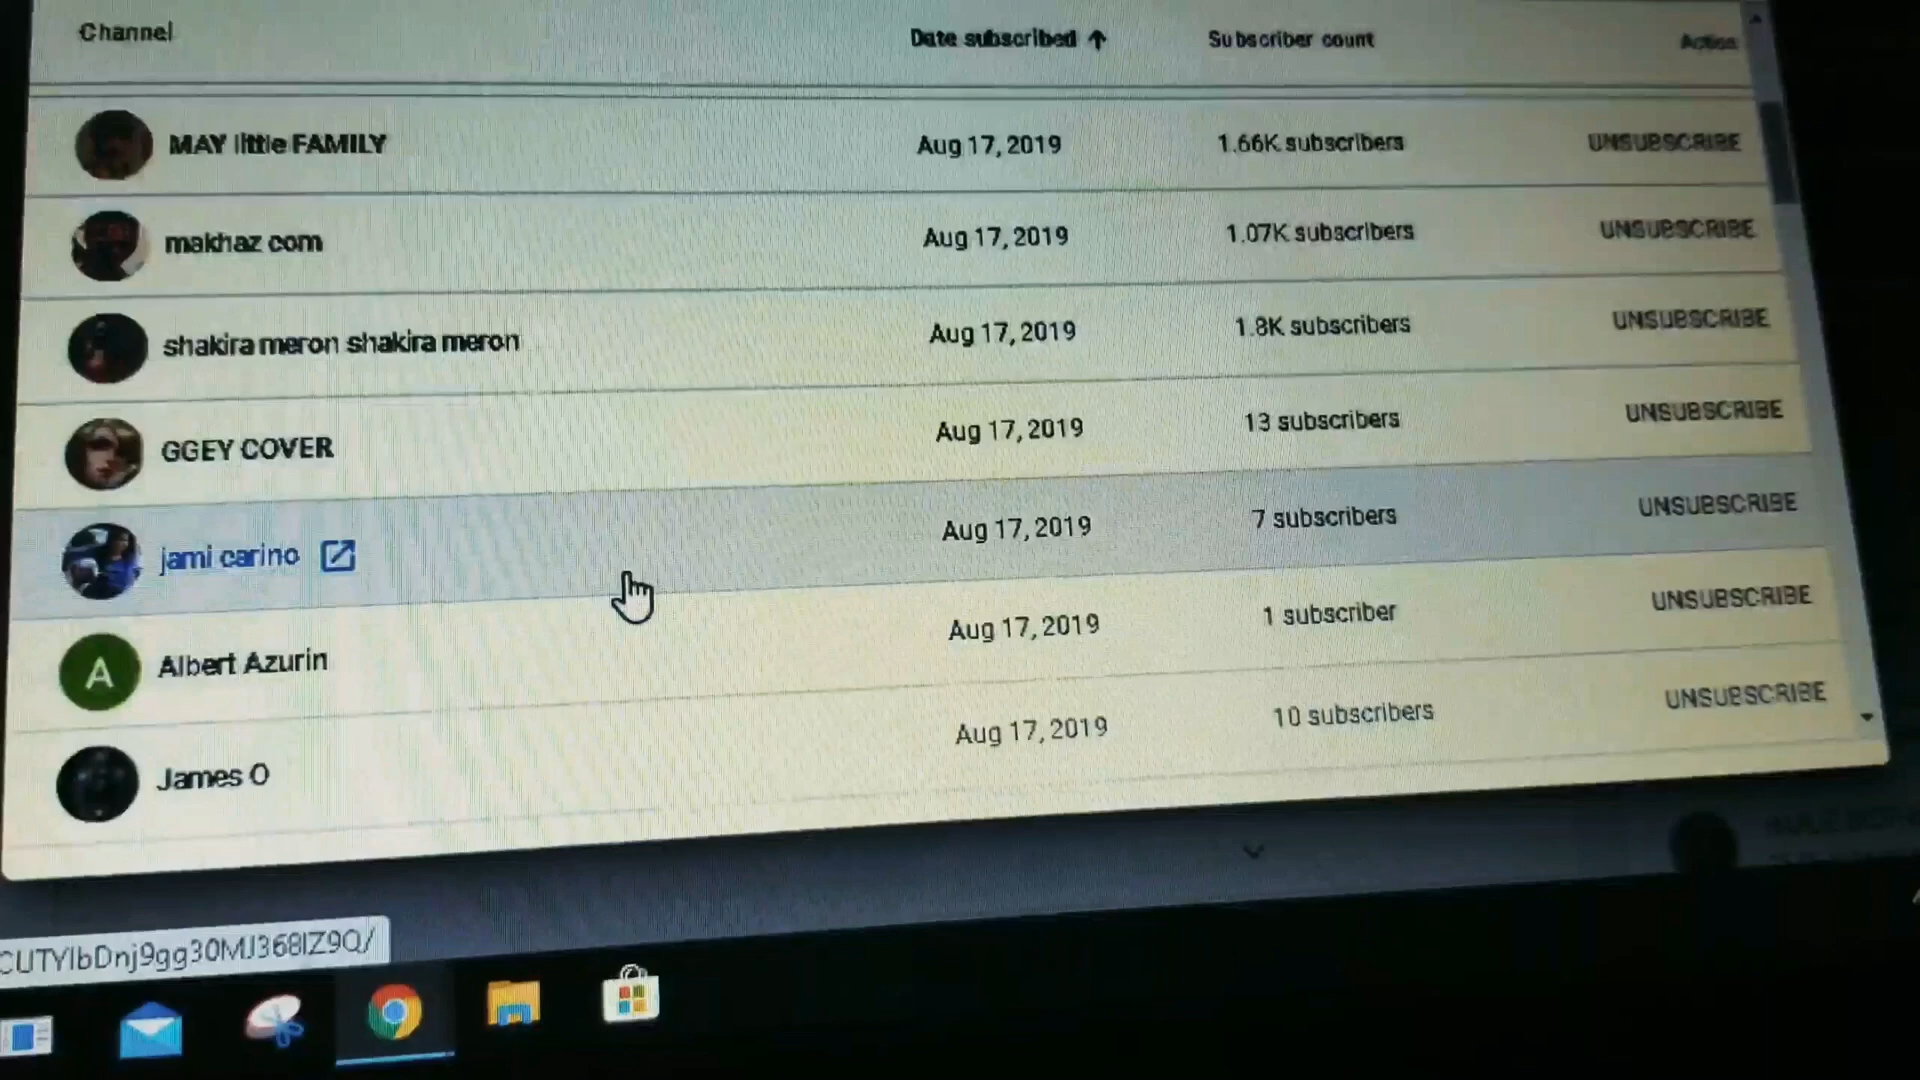 Channel Date subscribed ↑ Subscriber count Action
MAY little FAMILY Aug 17, 2019 1.66K subscribers UNSUBSCRIBE
makhaz com Aug 17, 2019 1.07K subscribers UNSUBSCRIBE
shakira meron shakira meron Aug 17, 2019 1.8K subscribers UNSUBSCRIBE
GGEY COVER Aug 17, 2019 13 subscribers UNSUBSCRIBE
jami carino Aug 17, 2019 7 subscribers UNSUBSCRIBE
A Albert Azurin Aug 17, 2019 1 subscriber UNSUBSCRIBE
James O Aug 17, 2019 10 subscribers UNSUBSCRIBE